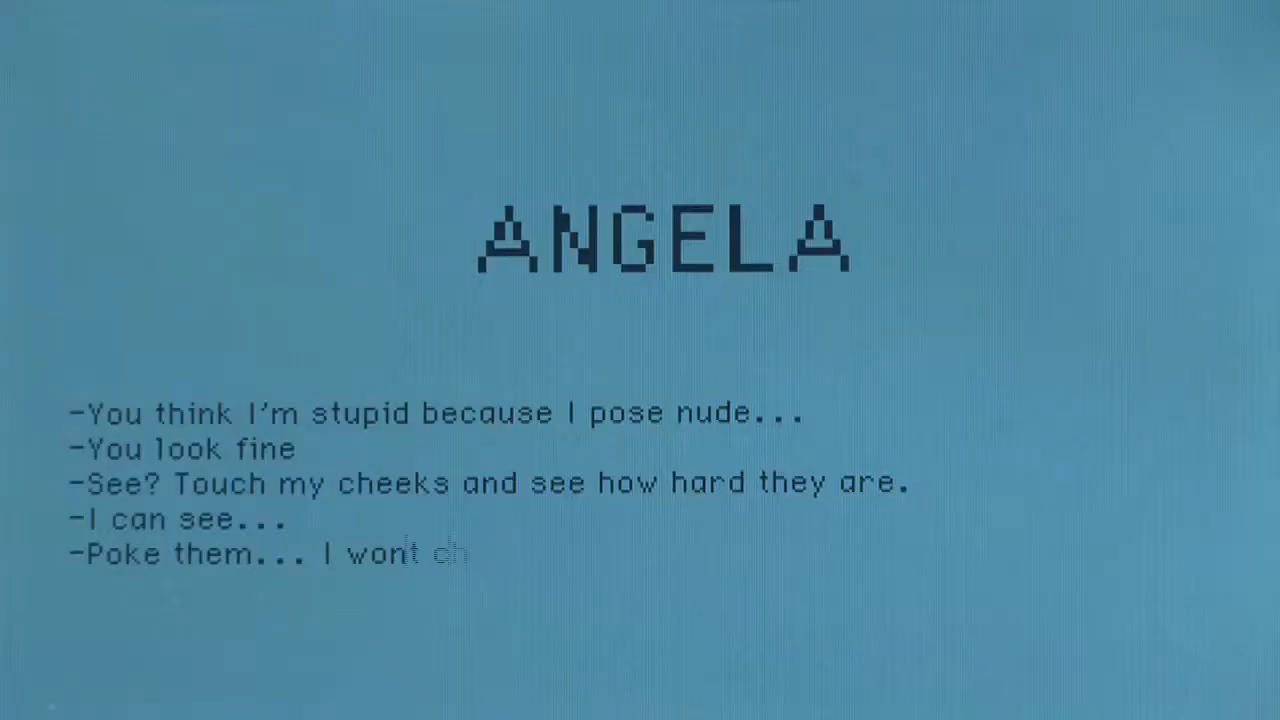 ANGELA
-You think I'm stupid because I pose nude...
-You look fine
-See? Touch my cheeks and see how hard they are.
-I can see...
-Poke them... I won't